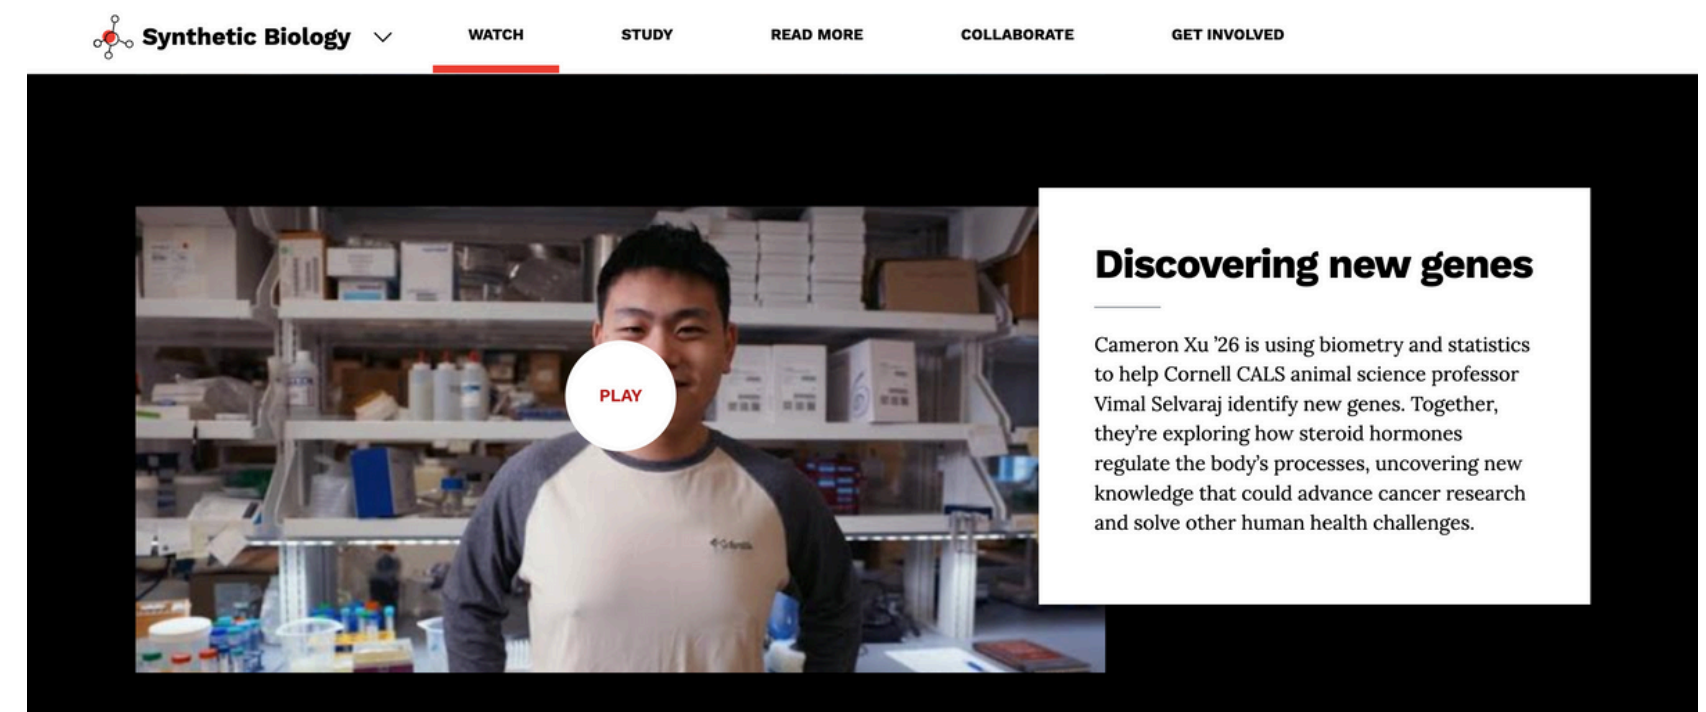 Synthetic Biology
WATCH
STUDY
READ MORE
COLLABORATE
GET INVOLVED
PLAY
Discovering new genes
Cameron Xu ’26 is using biometry and statistics
to help Cornell CALS animal science professor
Vimal Selvaraj identify new genes. Together,
they’re exploring how steroid hormones
regulate the body’s processes, uncovering new
knowledge that could advance cancer research
and solve other human health challenges.